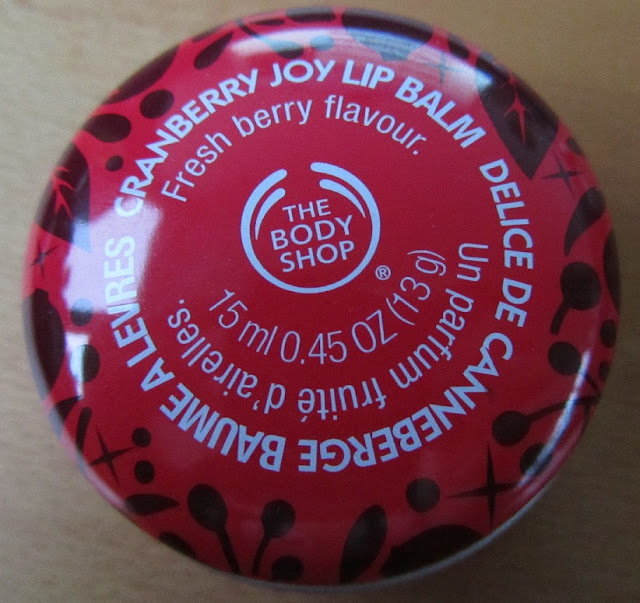 CRANBERRY JOY LIP BALM
Fresh berry flavour.
THE
BODY
SHOP
®
15 ml 0.45 OZ (13 g)
Un parfum fruité d'airelles.
DELICE DE CANNEBERGE BAUME A LEVRES